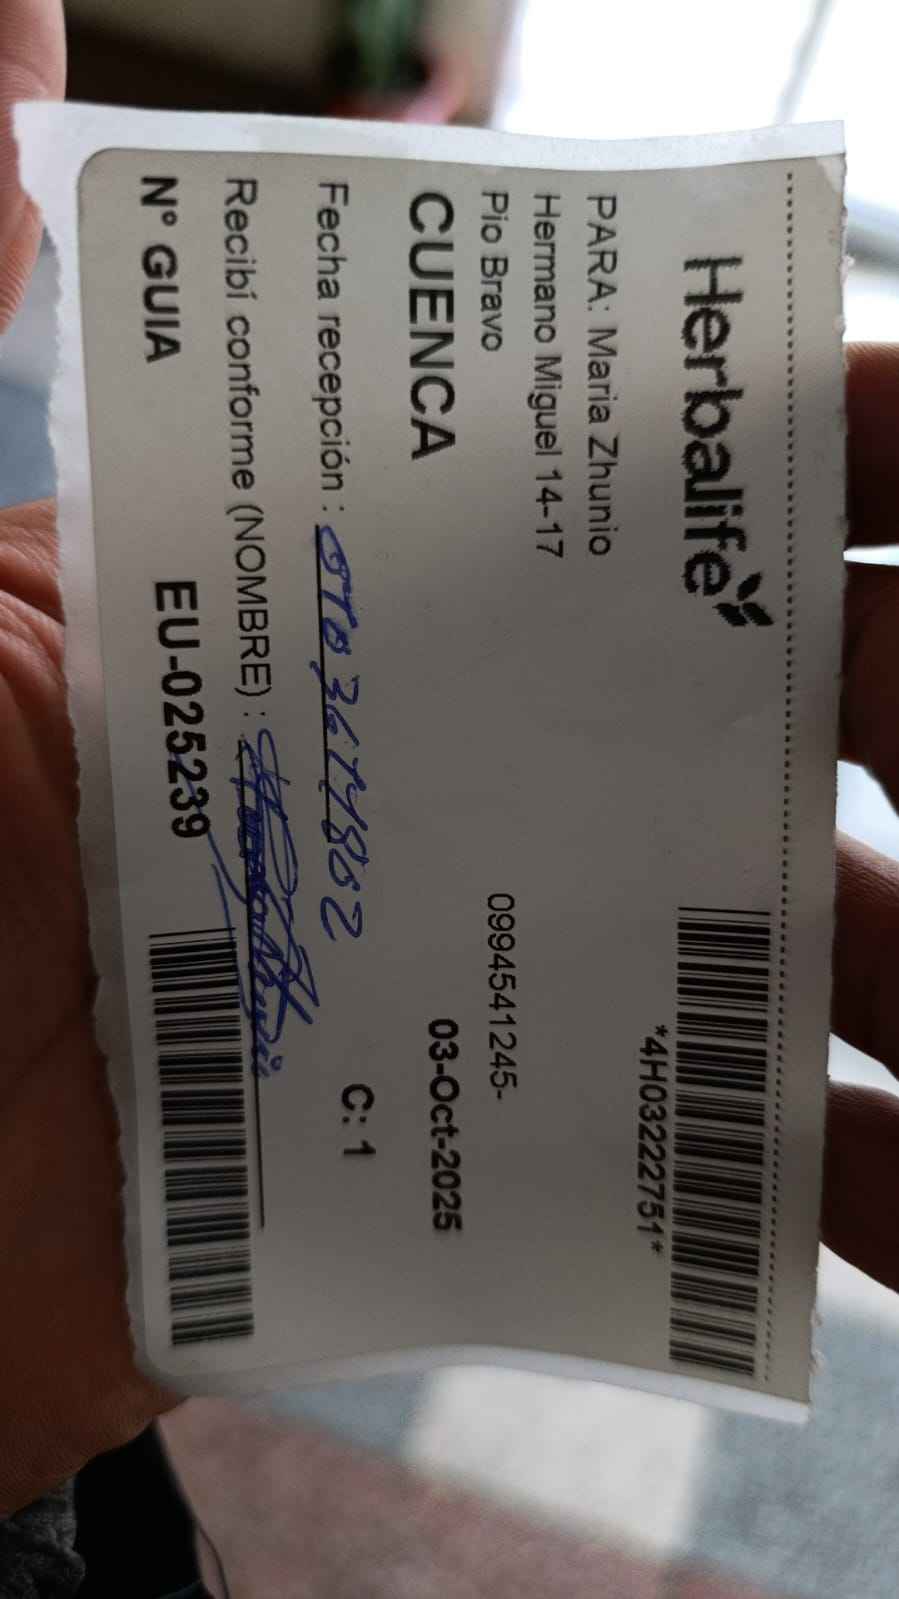 Herbalife
*4H03222751*
PARA: Maria Zhunio
Hermano Miguel 14-17
Pio Bravo
0994541245-
CUENCA
03-Oct-2025
Fecha recepción :
C: 1
Recibí conforme (NOMBRE) :
N° GUIA
EU-025239